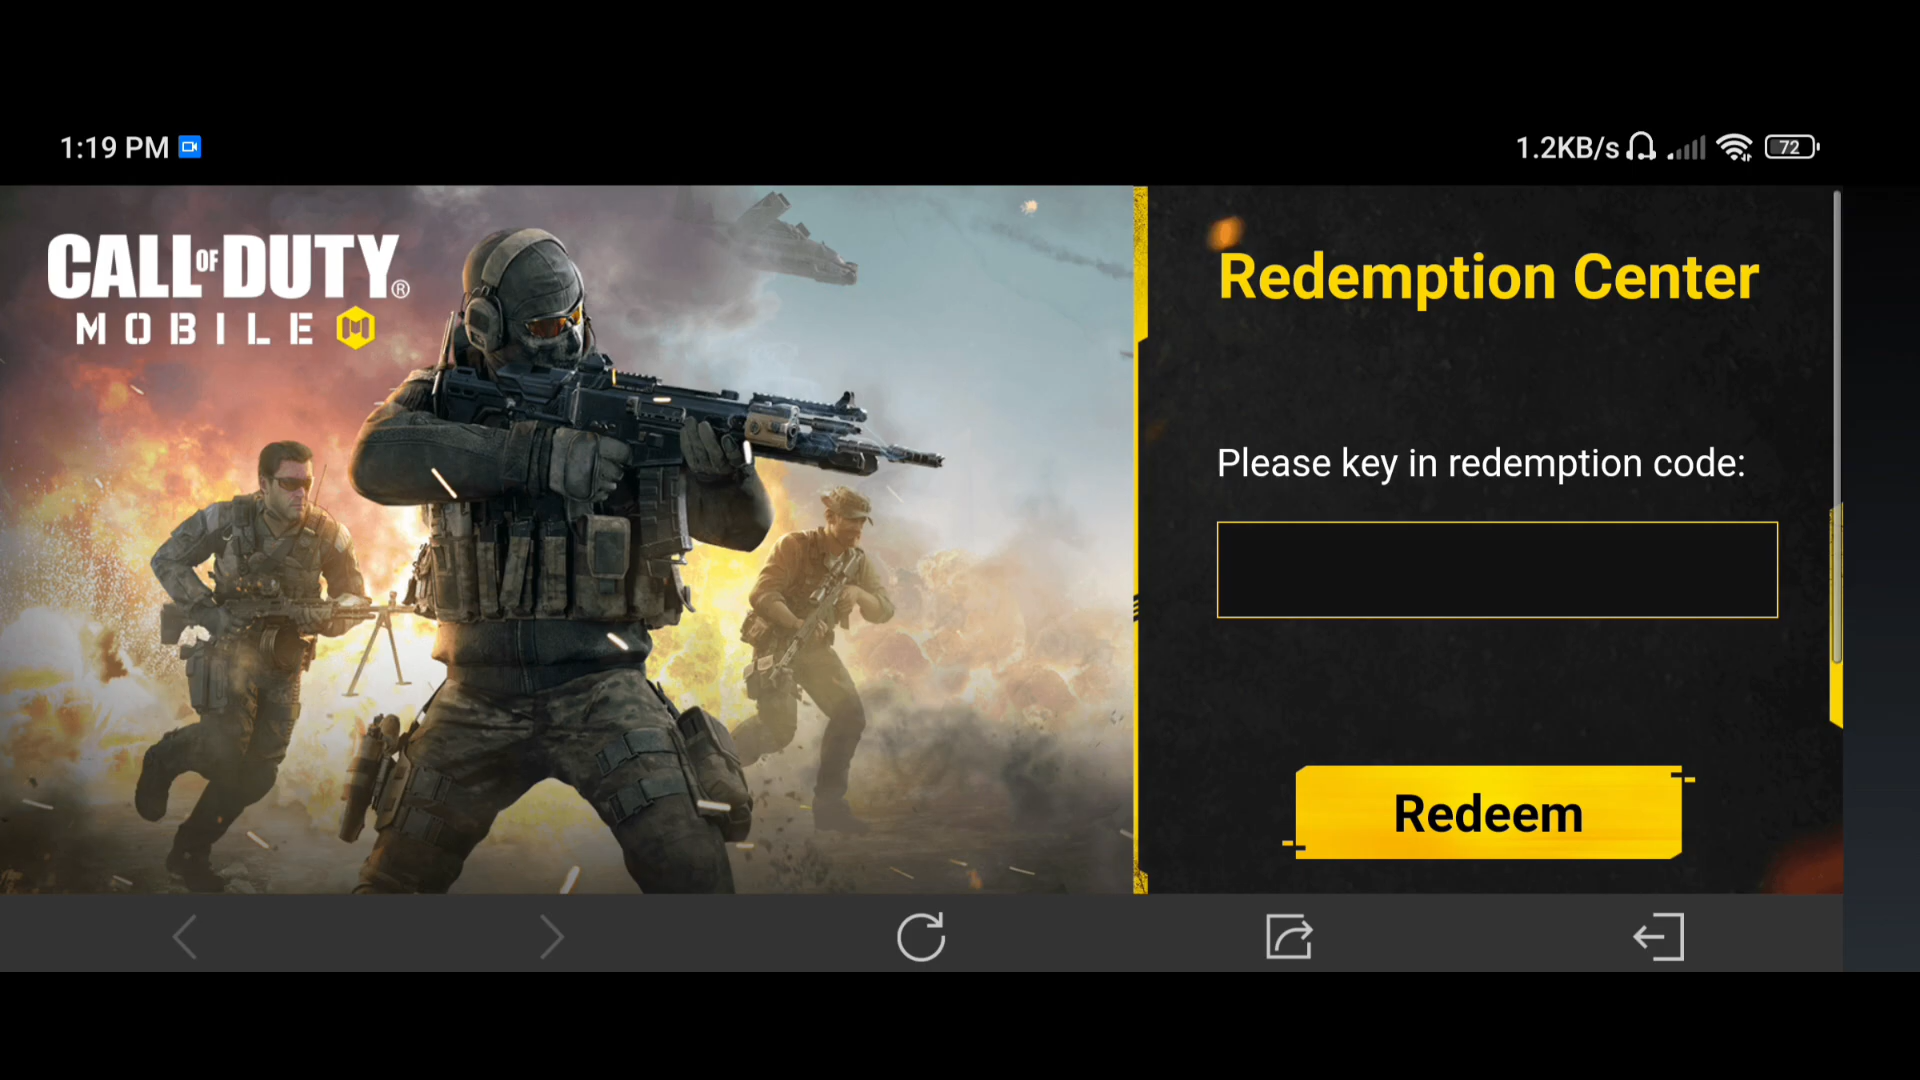 1:19 PM
1.2KB/s
72
CALL OF DUTY®
MOBILE
Redemption Center
Please key in redemption code:
Redeem